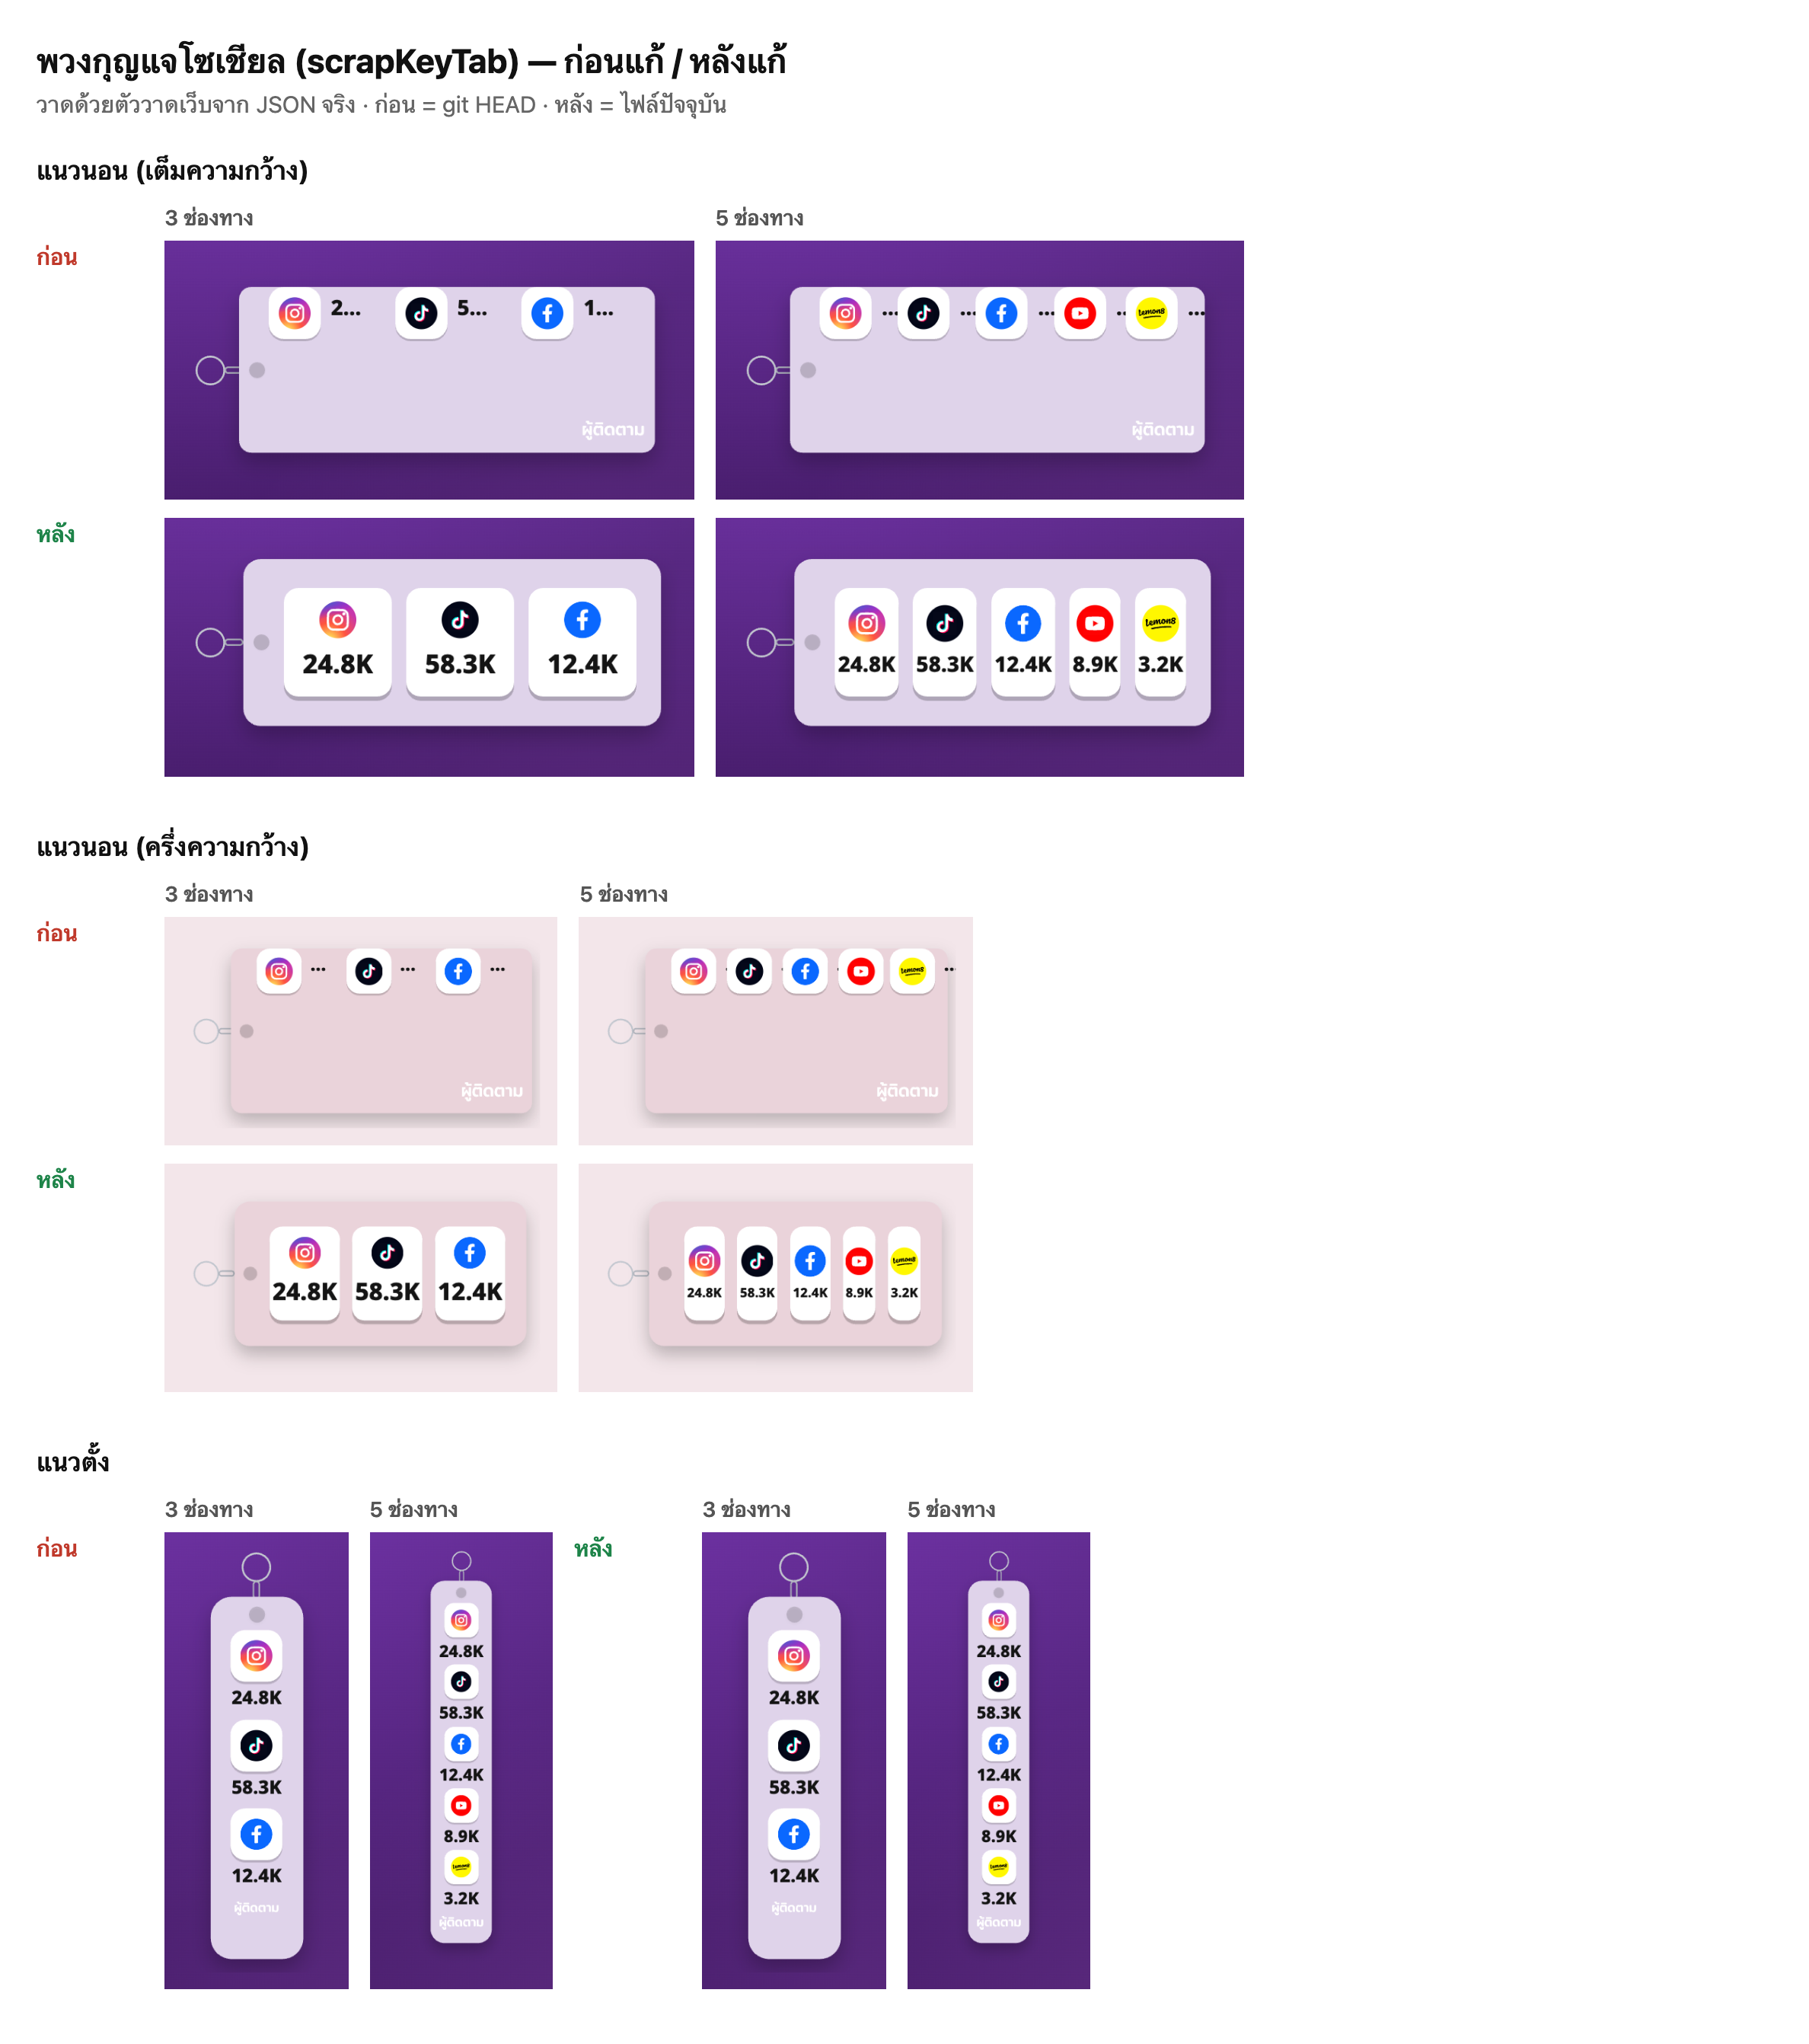 พวงกุญแจโซเชียล (scrapKeyTab) — ก่อนแก้ / หลังแก้
วาดด้วยตัววาดเว็บจาก JSON จริง · ก่อน = git HEAD · หลัง = ไฟล์ปัจจุบัน
แนวนอน (เต็มความกว้าง)
3 ช่องทาง 5 ช่องทาง
ก่อน
2... 5... 1... ... ... ... .. lemon8 ...
ผู้ติดตาม ผู้ติดตาม
หลัง
lemon8
24.8K 58.3K 12.4K 24.8K 58.3K 12.4K 8.9K 3.2K
แนวนอน (ครึ่งความกว้าง)
3 ช่องทาง 5 ช่องทาง
ก่อน
... ... ... lemon8 ...
ผู้ติดตาม ผู้ติดตาม
หลัง
lemon8
24.8K 58.3K 12.4K 24.8K 58.3K 12.4K 8.9K 3.2K
แนวตั้ง
3 ช่องทาง 5 ช่องทาง 3 ช่องทาง 5 ช่องทาง
ก่อน
24.8K
58.3K
12.4K
ผู้ติดตาม
24.8K
58.3K
12.4K
8.9K
lemon8
3.2K
ผู้ติดตาม
หลัง
24.8K
58.3K
12.4K
ผู้ติดตาม
24.8K
58.3K
12.4K
8.9K
lemon8
3.2K
ผู้ติดตาม